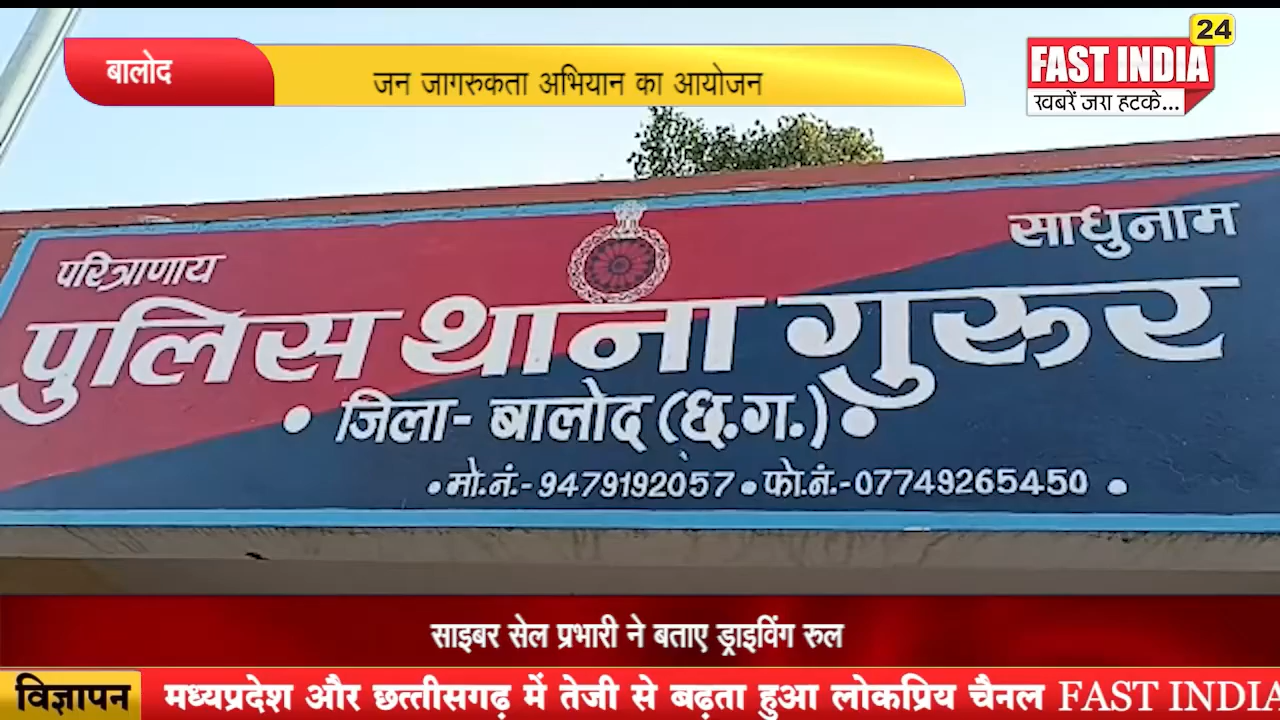 24
बालोद
जन जागरुकता अभियान का आयोजन
FAST INDIA
खबरें जरा हटके...
परित्राणाय
साधुनाम
पुलिस थाना गुरुर
जिला- बालोद (छ.ग.)
मो.नं.-9479192057 फो.नं.-07749265450
साइबर सेल प्रभारी ने बताए ड्राइविंग रुल
विज्ञापन मध्यप्रदेश और छत्तीसगढ़ में तेजी से बढ़ता हुआ लोकप्रिय चैनल FAST INDIA